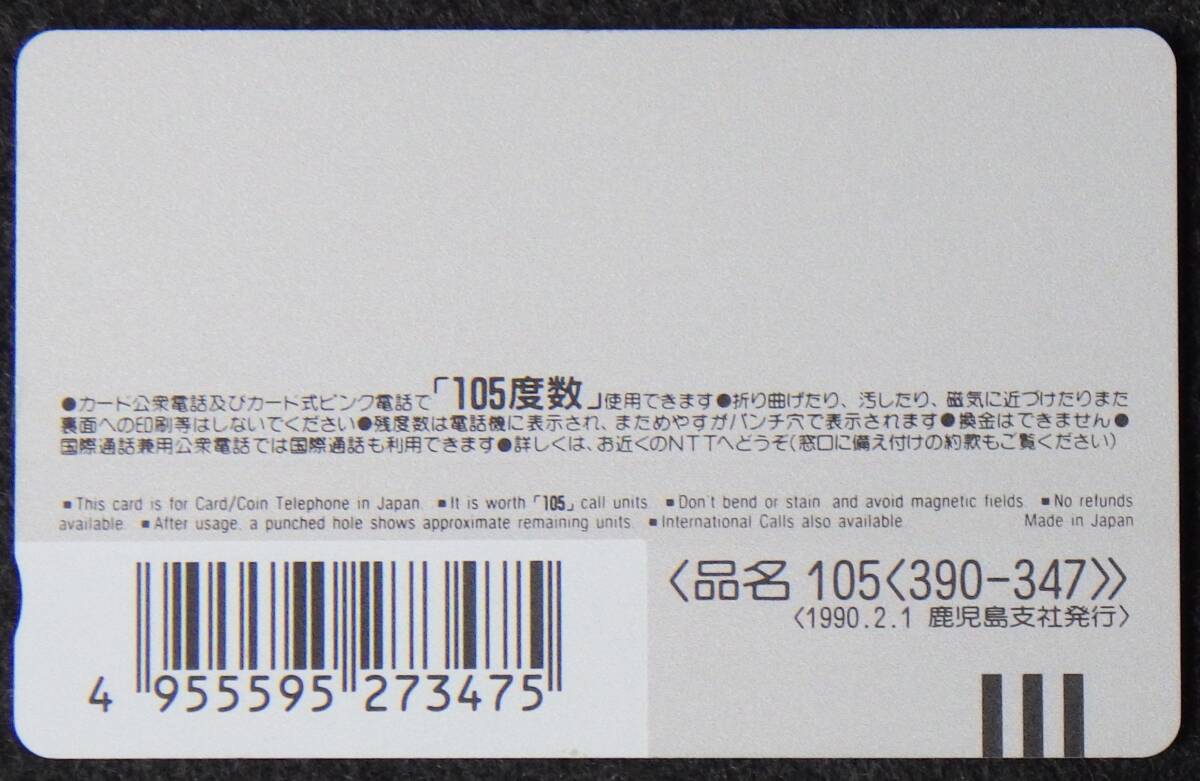 ●カード公衆電話及びカード式ピンク電話で「105度数」使用できます●折り曲げたり、汚したり、磁気に近づけたりまた
裏面への印刷等はしないでください●残度数は電話機に表示され、まためやすがパンチ穴で表示されます●換金はできません●
国際通話兼用公衆電話では国際通話も利用できます●詳しくは、お近くのNTTへどうぞ(窓口に備え付けの約款もご覧ください)
■This card is for Card/Coin Telephone in Japan. ■It is worth「105」call units. ■Don't bend or stain and avoid magnetic fields. ■No refunds
available. ■After usage, a punched hole shows approximate remaining units. ■International Calls also available. Made in Japan
〈品名 105〈390-347〉〉
〈1990.2.1 鹿児島支社発行〉
4 955595 273475